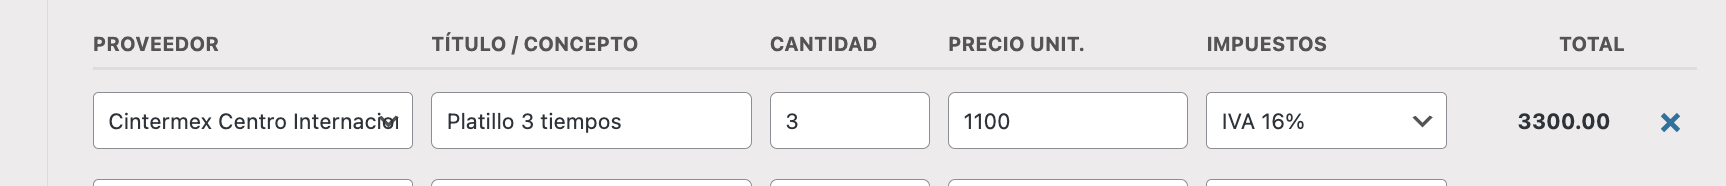 PROVEEDOR TÍTULO / CONCEPTO CANTIDAD PRECIO UNIT. IMPUESTOS TOTAL
Cintermex Centro Internacion Platillo 3 tiempos 3 1100 IVA 16% 3300.00